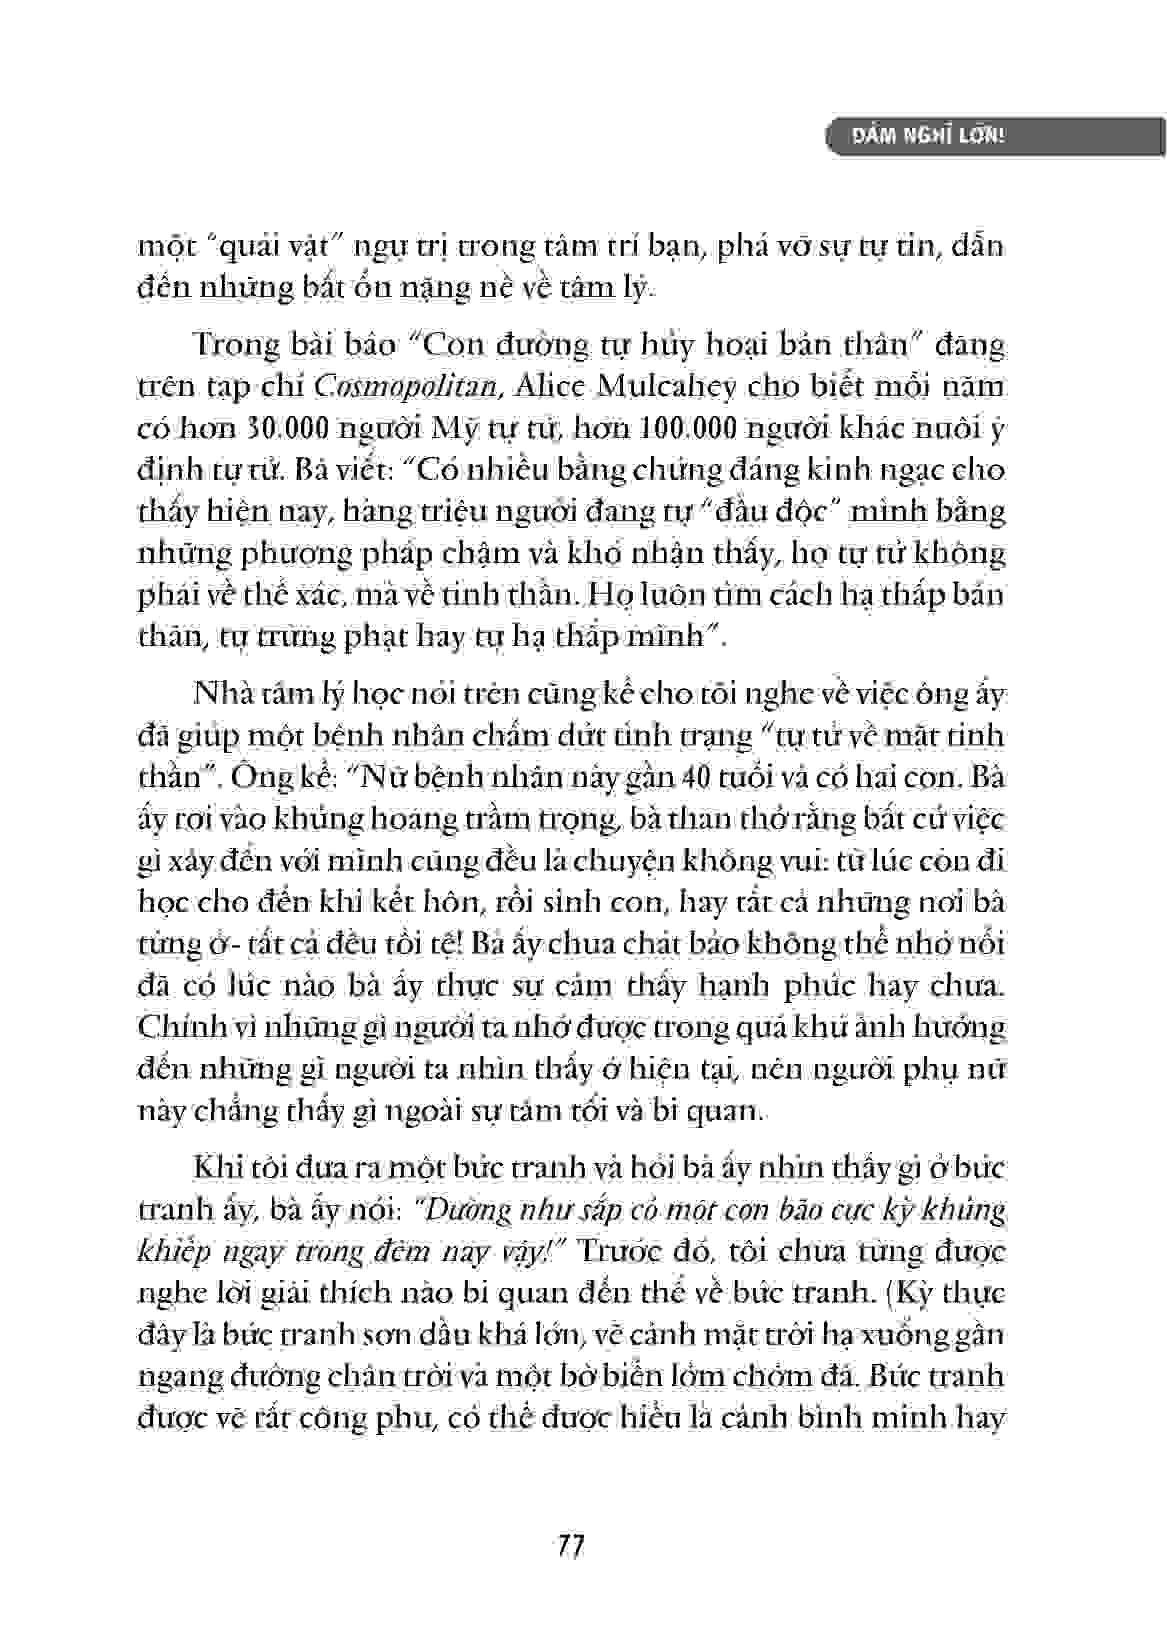 DÁM NGHĨ LỚN!
một “quái vật” ngự trị trong tâm trí bạn, phá vỡ sự tự tin, dẫn
đến những bất ổn nặng nề về tâm lý.
Trong bài báo “Con đường tự hủy hoại bản thân” đăng
trên tạp chí Cosmopolitan, Alice Mulcahey cho biết mỗi năm
có hơn 30.000 người Mỹ tự tử, hơn 100.000 người khác nuôi ý
định tự tử. Bà viết: “Có nhiều bằng chứng đáng kinh ngạc cho
thấy hiện nay, hàng triệu người đang tự “đầu độc” mình bằng
những phương pháp chậm và khó nhận thấy, họ tự tử không
phải về thể xác, mà về tinh thần. Họ luôn tìm cách hạ thấp bản
thân, tự trừng phạt hay tự hạ thấp mình”.
Nhà tâm lý học nói trên cũng kể cho tôi nghe về việc ông ấy
đã giúp một bệnh nhân chấm dứt tình trạng “tự tử về mặt tinh
thần”. Ông kể: “Nữ bệnh nhân này gần 40 tuổi và có hai con. Bà
ấy rơi vào khủng hoảng trầm trọng, bà than thở rằng bất cứ việc
gì xảy đến với mình cũng đều là chuyện không vui: từ lúc còn đi
học cho đến khi kết hôn, rồi sinh con, hay tất cả những nơi bà
từng ở - tất cả đều tồi tệ! Bà ấy chua chát bảo không thể nhớ nổi
đã có lúc nào bà ấy thực sự cảm thấy hạnh phúc hay chưa.
Chính vì những gì người ta nhớ được trong quá khứ ảnh hưởng
đến những gì người ta nhìn thấy ở hiện tại, nên người phụ nữ
này chẳng thấy gì ngoài sự tăm tối và bi quan.
Khi tôi đưa ra một bức tranh và hỏi bà ấy nhìn thấy gì ở bức
tranh ấy, bà ấy nói: “Dường như sắp có một cơn bão cực kỳ khủng
khiếp ngay trong đêm nay vậy!” Trước đó, tôi chưa từng được
nghe lời giải thích nào bi quan đến thế về bức tranh. (Kỳ thực
đây là bức tranh sơn dầu khá lớn, vẽ cảnh mặt trời hạ xuống gần
ngang đường chân trời và một bờ biển lởm chởm đá. Bức tranh
được vẽ rất công phu, có thể được hiểu là cảnh bình minh hay
77